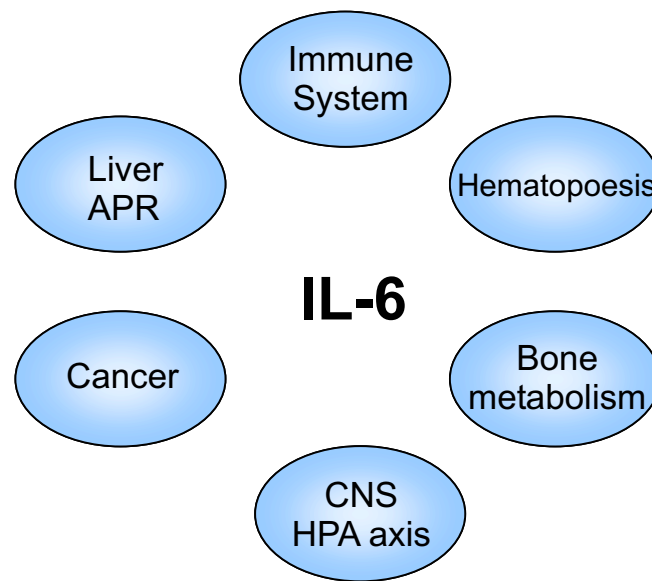 Immune
System
Liver
APR
Hematopoesis
IL-6
Cancer
Bone
metabolism
CNS
HPA axis